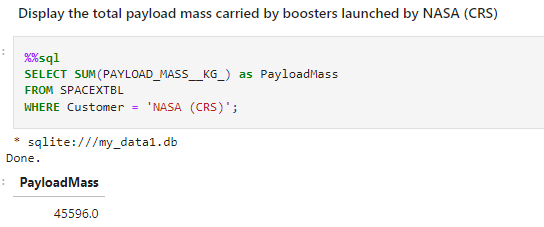 Display the total payload mass carried by boosters launched by NASA (CRS)
%%sql
SELECT SUM(PAYLOAD_MASS__KG_) as PayloadMass
FROM SPACEXTBL
WHERE Customer = 'NASA (CRS)';
* sqlite:///my_data1.db
Done.
PayloadMass
45596.0